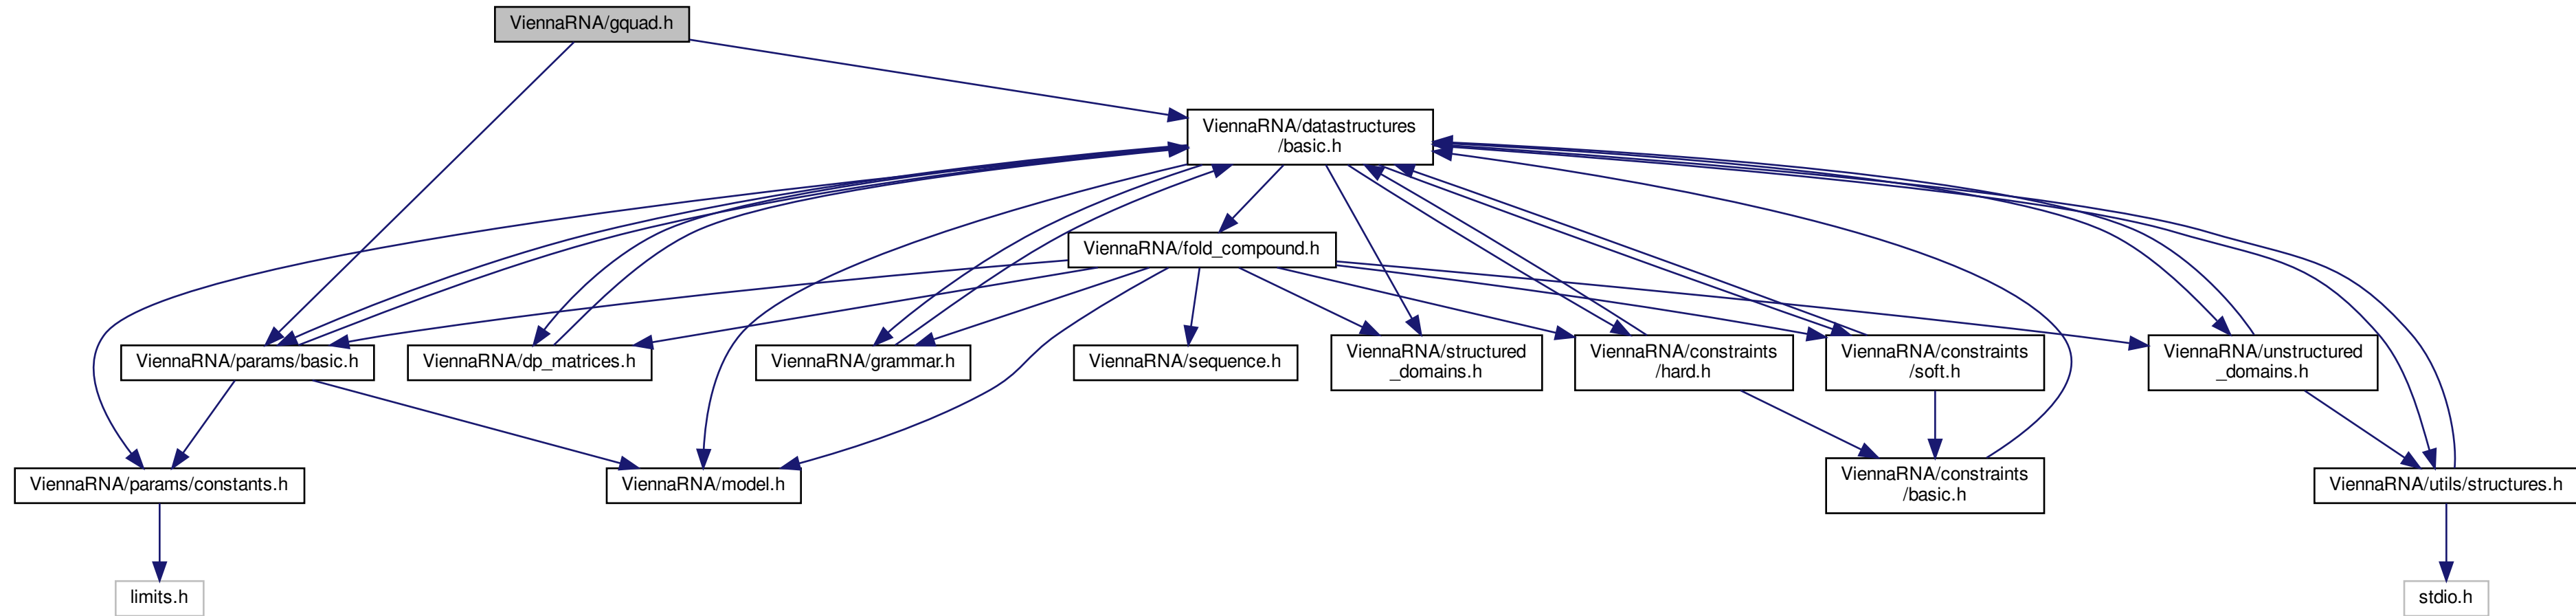 ViennaRNA/gquad.h
ViennaRNA/datastructures
/basic.h
ViennaRNA/fold_compound.h
ViennaRNA/params/basic.h
ViennaRNA/dp_matrices.h
ViennaRNA/grammar.h
ViennaRNA/sequence.h
ViennaRNA/structured
_domains.h
ViennaRNA/constraints
/hard.h
ViennaRNA/constraints
/soft.h
ViennaRNA/unstructured
_domains.h
ViennaRNA/params/constants.h
ViennaRNA/model.h
ViennaRNA/constraints
/basic.h
ViennaRNA/utils/structures.h
limits.h
stdio.h